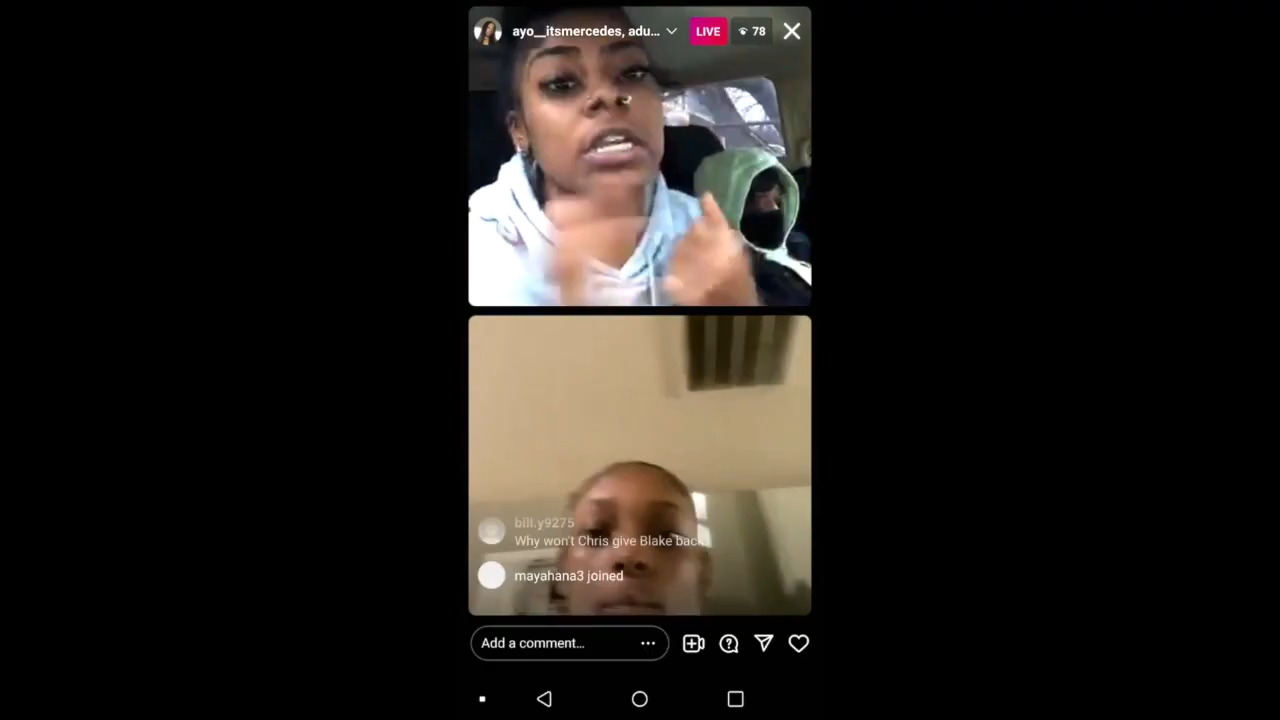 ayo__itsmercedes, adu...
LIVE
78
bill.y9275
Why won't Chris give Blake back
mayahana3 joined
Add a comment...